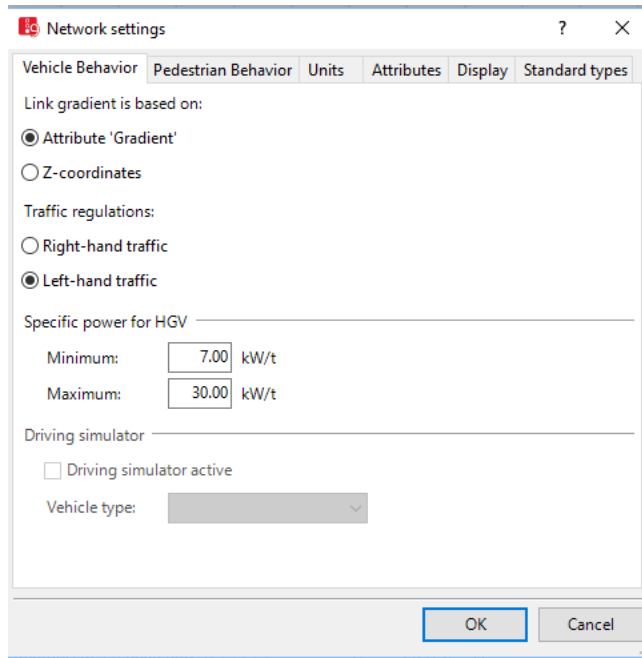 Network settings ? 
Vehicle Behavior Pedestrian Behavior Units Attributes Display Standard types
Link gradient is based on:
Attribute 'Gradient'
Z-coordinates
Traffic regulations:
Right-hand traffic
Left-hand traffic
Specific power for HGV
Minimum: 7.00 kW/t
Maximum: 30.00 kW/t
Driving simulator
Driving simulator active
Vehicle type:
OK Cancel